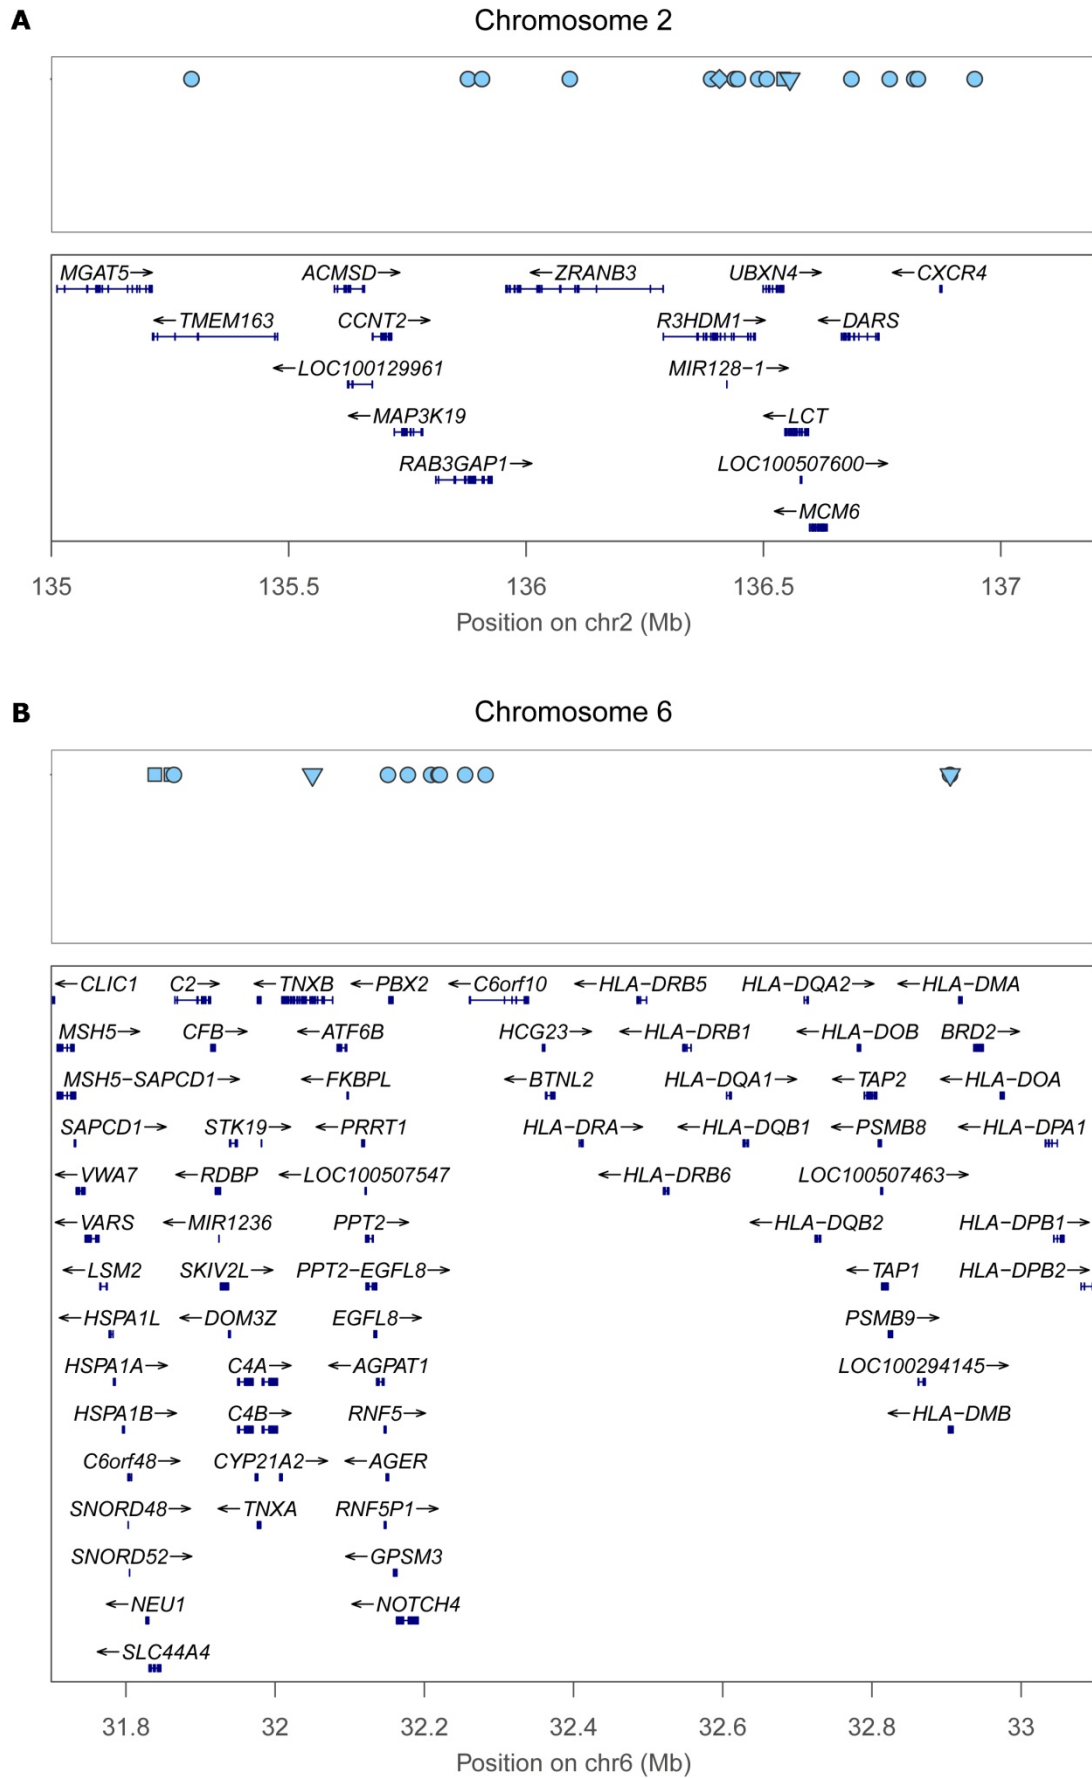 A
Chromosome 2
MGAT5→ ACMSD→ ←ZRANB3 UBXN4→ ←CXCR4
←TMEM163 CCNT2→ R3HDM1→ ←DARS
←LOC100129961 MIR128−1→
←MAP3K19 ←LCT
RAB3GAP1→ LOC100507600→
←MCM6
135 135.5 136 136.5 137
Position on chr2 (Mb)
B
Chromosome 6
←CLIC1 C2→ ←TNXB ←PBX2 ←C6orf10 ←HLA−DRB5 HLA−DQA2→ ←HLA−DMA
MSH5→ CFB→ ←ATF6B HCG23→ ←HLA−DRB1 ←HLA−DOB BRD2→
MSH5−SAPCD1→ ←FKBPL ←BTNL2 HLA−DQA1→ ←TAP2 ←HLA−DOA
SAPCD1→ STK19→ ←PRRT1 HLA−DRA→ ←HLA−DQB1 ←PSMB8 ←HLA−DPA1
←VWA7 ←RDBP ←LOC100507547 ←HLA−DRB6 LOC100507463→
←VARS ←MIR1236 PPT2→ ←HLA−DQB2 HLA−DPB1→
←LSM2 SKIV2L→ PPT2−EGFL8→ ←TAP1 HLA−DPB2→
←HSPA1L ←DOM3Z EGFL8→ PSMB9→
HSPA1A→ C4A→ ←AGPAT1 LOC100294145→
HSPA1B→ C4B→ RNF5→ ←HLA−DMB
C6orf48→ CYP21A2→ ←AGER
SNORD48→ ←TNXA RNF5P1→
SNORD52→ ←GPSM3
←NEU1 ←NOTCH4
←SLC44A4
31.8 32 32.2 32.4 32.6 32.8 33
Position on chr6 (Mb)